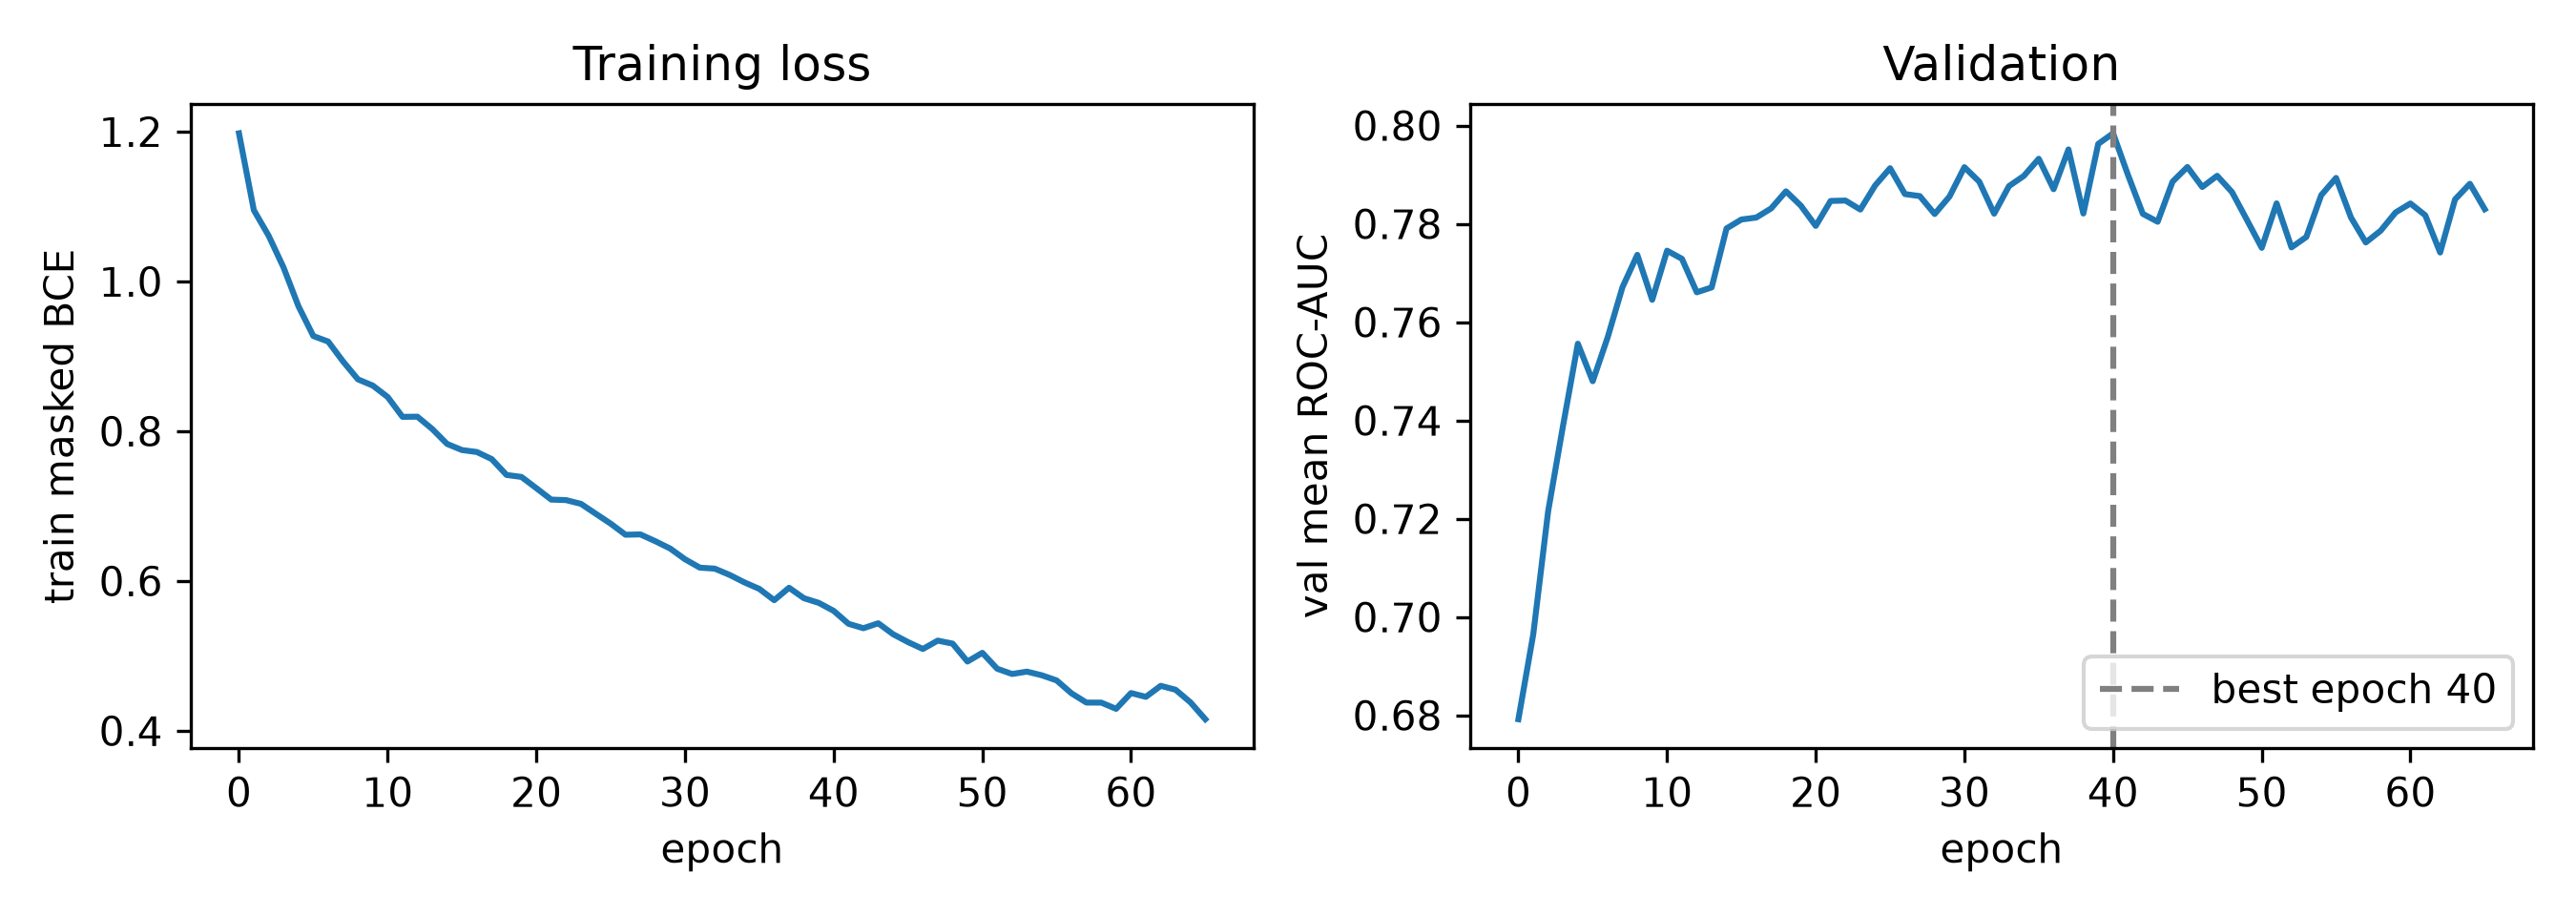 Training loss
train masked BCE
1.2
1.0
0.8
0.6
0.4
0 10 20 30 40 50 60
epoch
Validation
val mean ROC-AUC
0.80
0.78
0.76
0.74
0.72
0.70
0.68
best epoch 40
0 10 20 30 40 50 60
epoch